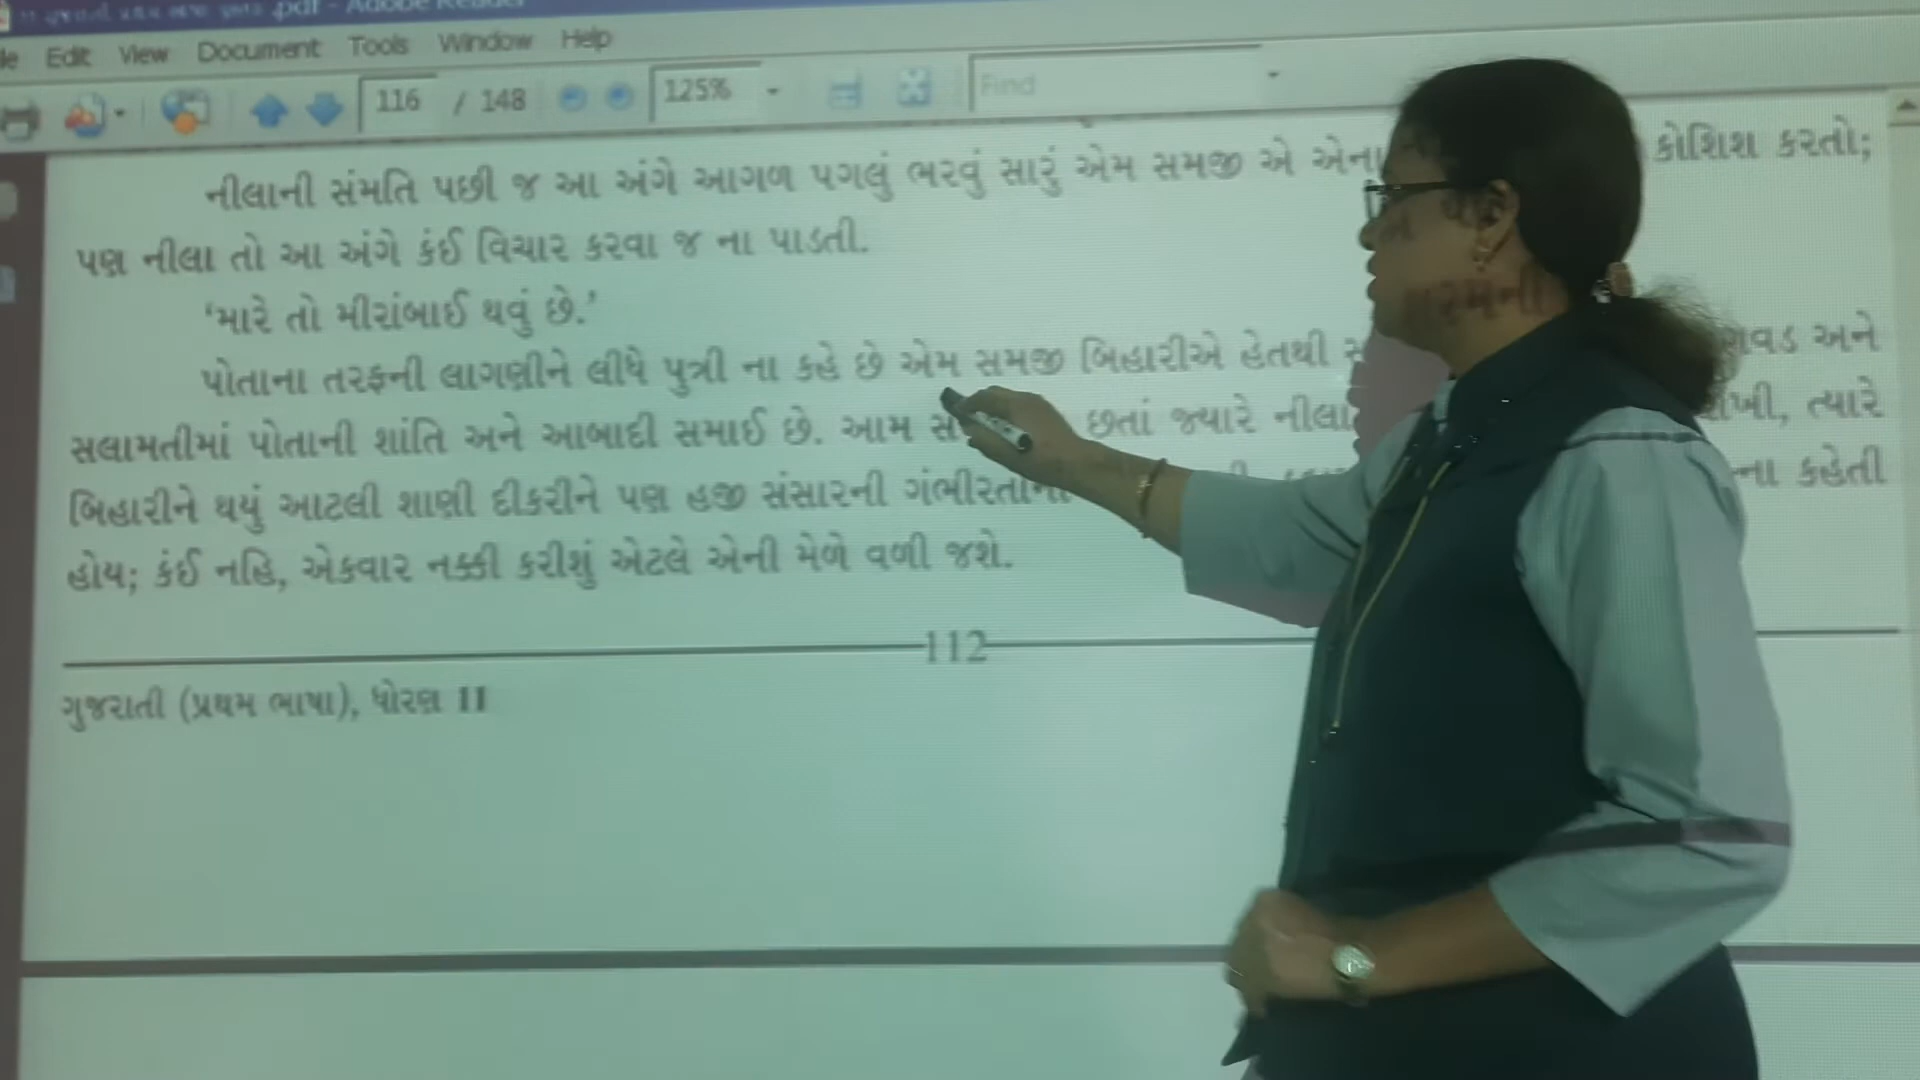 .pdf - Adobe Reader
Edit View Document Tools Window Help
116 / 148 125% Find
નીલાની સંમતિ પછી જ આ અંગે આગળ પગલું ભરવું સારું એમ સમજી એ એના કોશિશ કરતો;
પણ નીલા તો આ અંગે કંઈ વિચાર કરવા જ ના પાડતી.
‘મારે તો મીરાંબાઈ થવું છે.’
પોતાના તરફની લાગણીને લીધે પુત્રી ના કહે છે એમ સમજી બિહારીએ હેતથી અને
સલામતીમાં પોતાની શાંતિ અને આબાદી સમાઈ છે. આમ છતાં જ્યારે નીલા ત્યારે
બિહારીને થયું આટલી શાણી દીકરીને પણ હજી સંસારની ના કહેતી
હોય; કંઈ નહિ, એકવાર નક્કી કરીશું એટલે એની મેળે વળી જશે.
112
ગુજરાતી (પ્રથમ ભાષા), ધોરણ 11